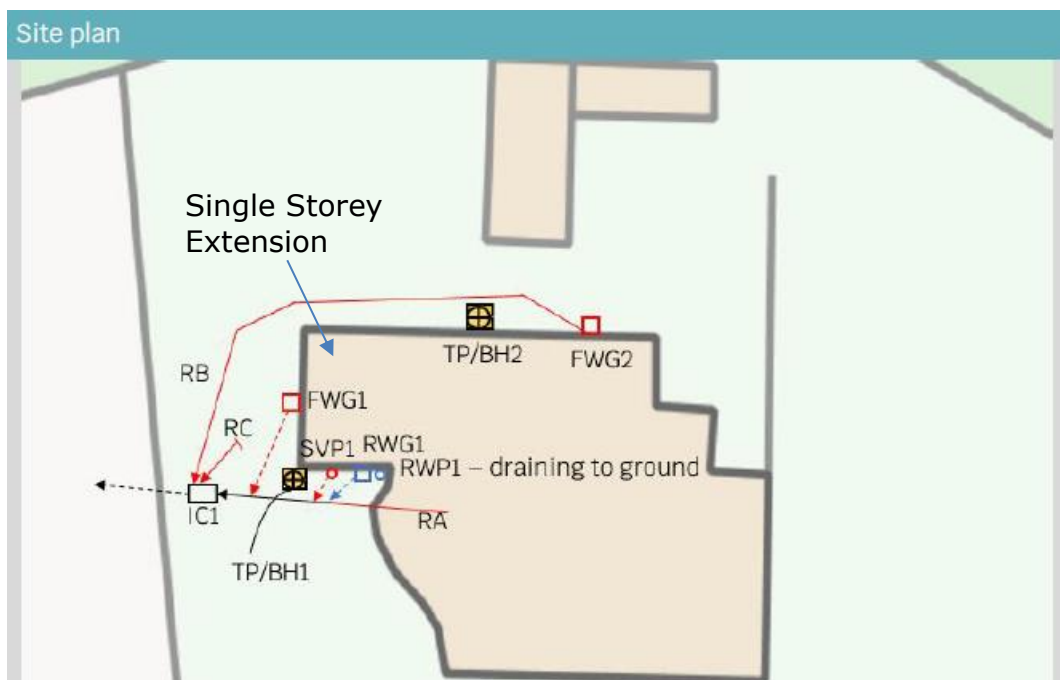 Site plan
Single Storey
Extension
TP/BH2
FWG2
RB
FWG1
RC
SVP1
RWG1
RWP1 – draining to ground
IC1
RA
TP/BH1